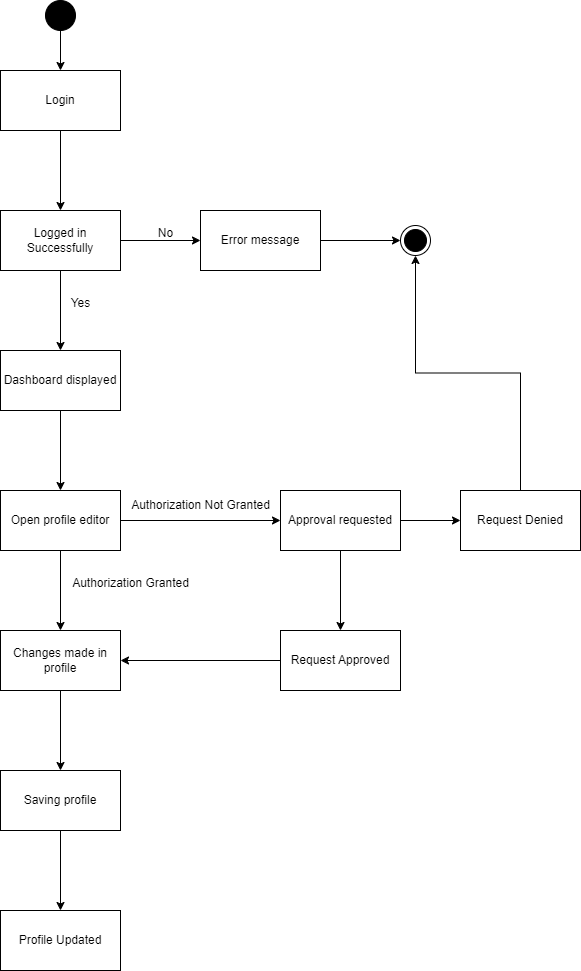 Login
Logged in
Successfully
No
Error message
Yes
Dashboard displayed
Open profile editor
Authorization Not Granted
Approval requested
Request Denied
Authorization Granted
Changes made in
profile
Request Approved
Saving profile
Profile Updated